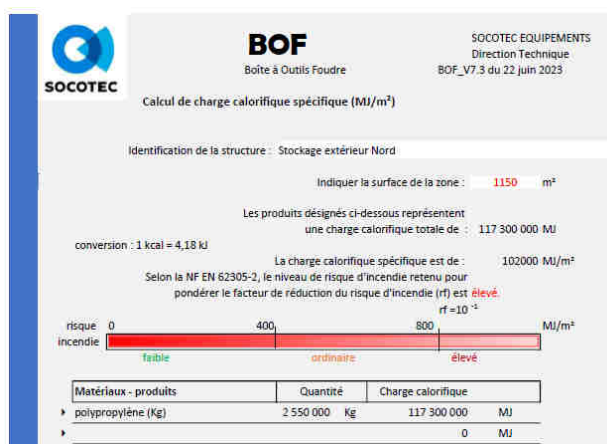 SOCOTEC
BOF
Boîte à Outils Foudre
SOCOTEC EQUIPEMENTS
Direction Technique
BOF_V7.3 du 22 juin 2023
Calcul de charge calorifique spécifique (MJ/m²)
Identification de la structure : Stockage extérieur Nord
Indiquer la surface de la zone : 1150 m²
Les produits désignés ci-dessous représentent
une charge calorifique totale de : 117 300 000 MJ
conversion : 1 kcal = 4,18 kJ
La charge calorifique spécifique est de : 102000 MJ/m²
Selon la NF EN 62305-2, le niveau de risque d'incendie retenu pour
pondérer le facteur de réduction du risque d'incendie (rf) est élevé.
rf =10 ⁻¹
risque incendie 0 400 800 MJ/m²
faible ordinaire élevé
Matériaux - produits Quantité Charge calorifique
polypropylène (Kg) 2 550 000 Kg 117 300 000 MJ
0 MJ